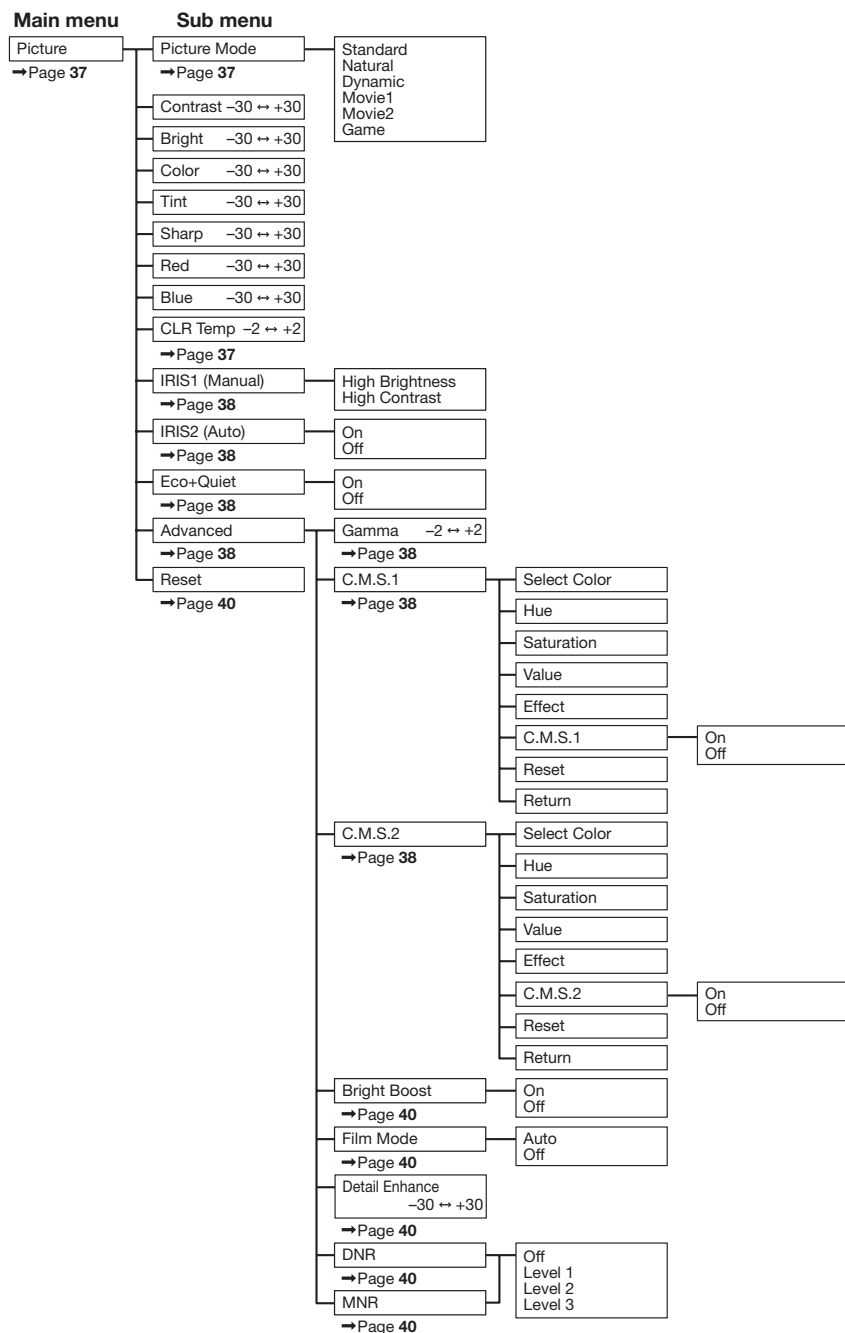 Main menu Sub menu
Picture
➞Page 37
Picture Mode
➞Page 37
Standard
Natural
Dynamic
Movie1
Movie2
Game
Contrast –30 ↔ +30
Bright –30 ↔ +30
Color –30 ↔ +30
Tint –30 ↔ +30
Sharp –30 ↔ +30
Red –30 ↔ +30
Blue –30 ↔ +30
CLR Temp –2 ↔ +2
➞Page 37
IRIS1 (Manual)
➞Page 38
High Brightness
High Contrast
IRIS2 (Auto)
➞Page 38
On
Off
Eco+Quiet
➞Page 38
On
Off
Advanced
➞Page 38
Reset
➞Page 40
Gamma –2 ↔ +2
➞Page 38
C.M.S.1
➞Page 38
Select Color
Hue
Saturation
Value
Effect
C.M.S.1
On
Off
Reset
Return
C.M.S.2
➞Page 38
Select Color
Hue
Saturation
Value
Effect
C.M.S.2
On
Off
Reset
Return
Bright Boost
➞Page 40
On
Off
Film Mode
➞Page 40
Auto
Off
Detail Enhance
–30 ↔ +30
➞Page 40
DNR
➞Page 40
MNR
➞Page 40
Off
Level 1
Level 2
Level 3